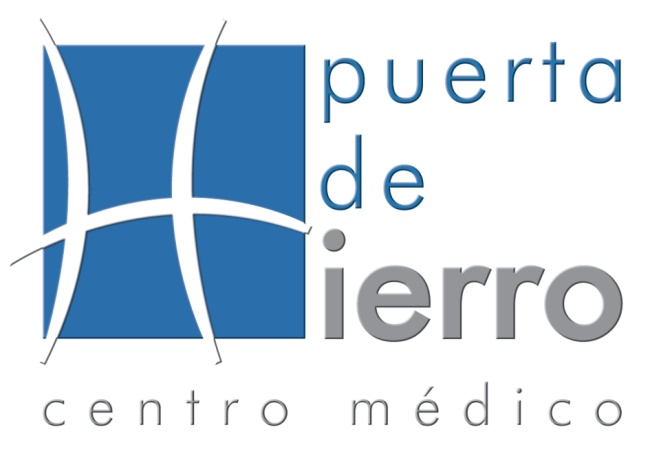 puerta
de
Hierro
centro médico